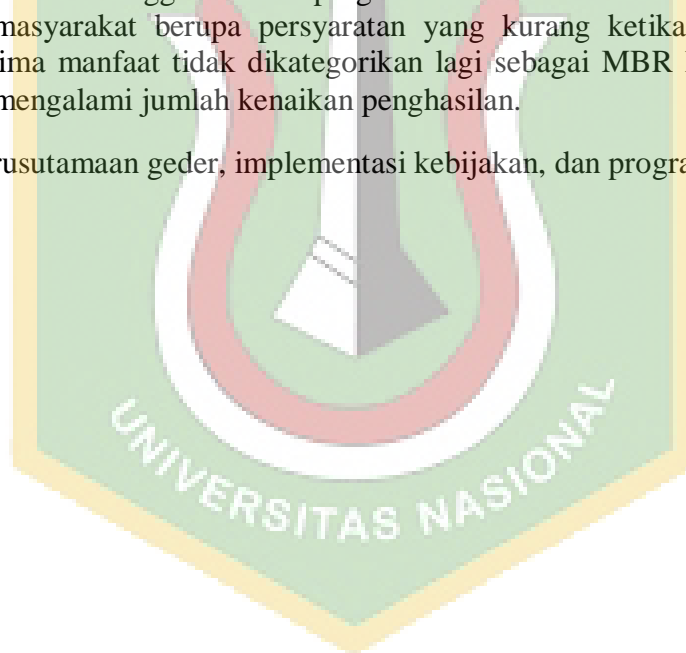 masyarakat berupa persyaratan yang kurang ketika
ima manfaat tidak dikategorikan lagi sebagai MBR
mengalami jumlah kenaikan penghasilan.
rusutamaan geder, implementasi kebijakan, dan progra
UNIVERSITAS NASIONAL